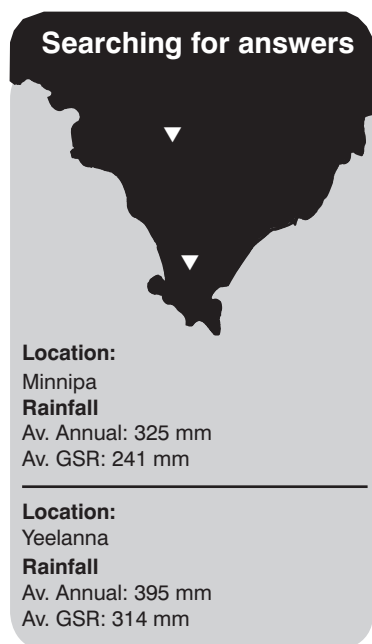 Searching for answers
Location:
Minnipa
Rainfall
Av. Annual: 325 mm
Av. GSR: 241 mm
Location:
Yeelanna
Rainfall
Av. Annual: 395 mm
Av. GSR: 314 mm